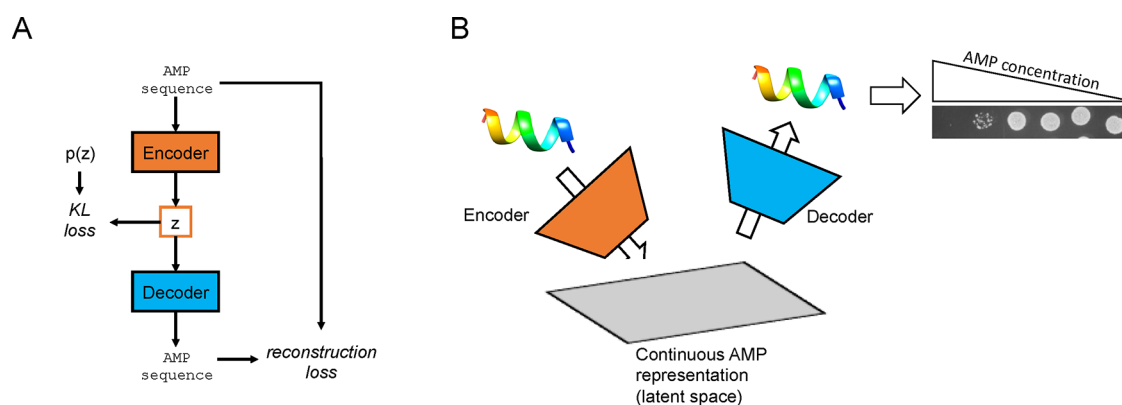 A
AMP
sequence
Encoder
p(z)
KL
loss
z
Decoder
AMP
sequence
reconstruction
loss
B
AMP concentration
Encoder
Decoder
Continuous AMP
representation
(latent space)